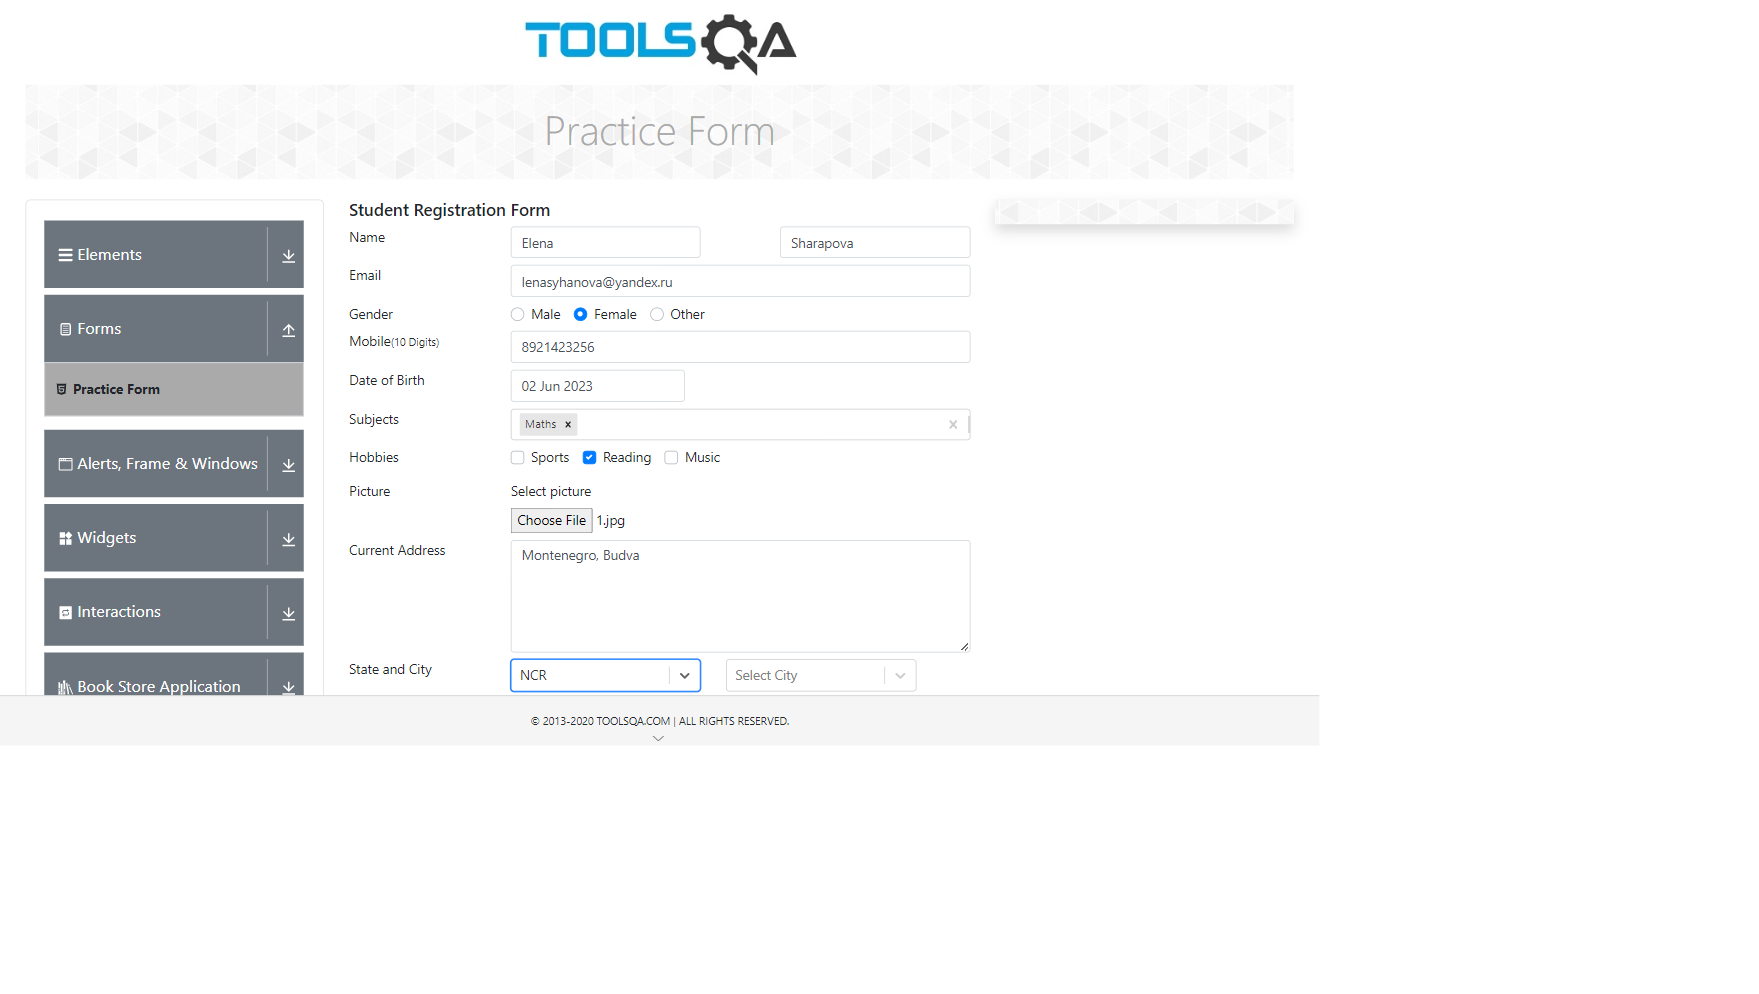 TOOLSQA
Practice Form
Elements
Forms
Practice Form
Alerts, Frame & Windows
Widgets
Interactions
Book Store Application
Student Registration Form
Name Elena Sharapova
Email lenasyhanova@yandex.ru
Gender Male Female Other
Mobile(10 Digits) 8921423256
Date of Birth 02 Jun 2023
Subjects Maths
Hobbies Sports Reading Music
Picture Select picture
Choose File 1.jpg
Current Address Montenegro, Budva
State and City NCR Select City
© 2013-2020 TOOLSQA.COM | ALL RIGHTS RESERVED.